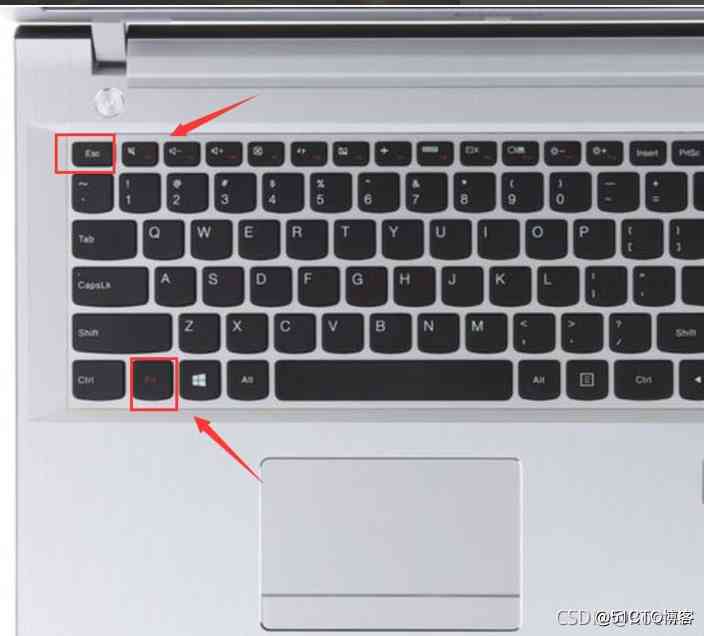 Esc Insert PrtSc
~ ! @ # $ % ^ & * ( ) — +
· 1 2 3 4 5 6 7 8 9 0 ~ =
Tab Q W E R T Y U I O P [ ]
CapsLk A S D F G H J K L
Shift Z X C V B N M < > ? Shift
, . /
Ctrl Fn Alt Alt Ctrl
@51CTO博客